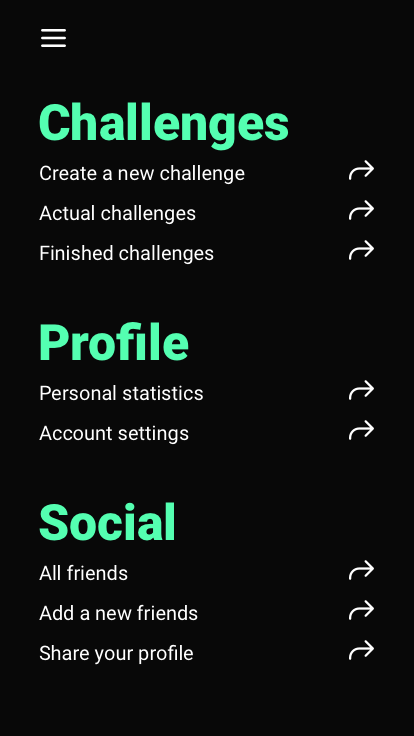 Challenges
Create a new challenge
Actual challenges
Finished challenges
Profile
Personal statistics
Account settings
Social
All friends
Add a new friends
Share your profile